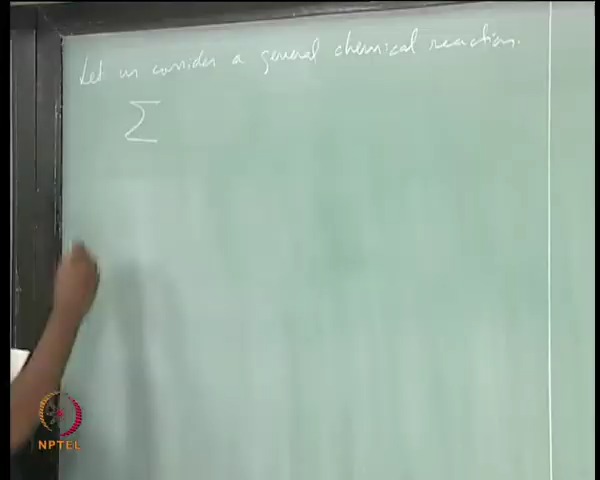 Let us consider a general chemical reaction.
Σ
NPTEL